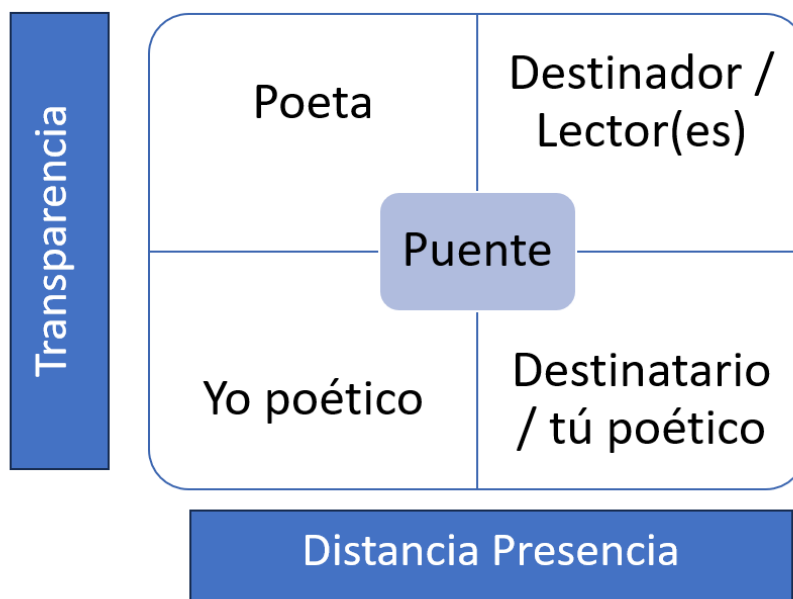 Transparencia
Poeta
Destinador /
Lector(es)
Puente
Yo poético
Destinatario
/ tú poético
Distancia Presencia